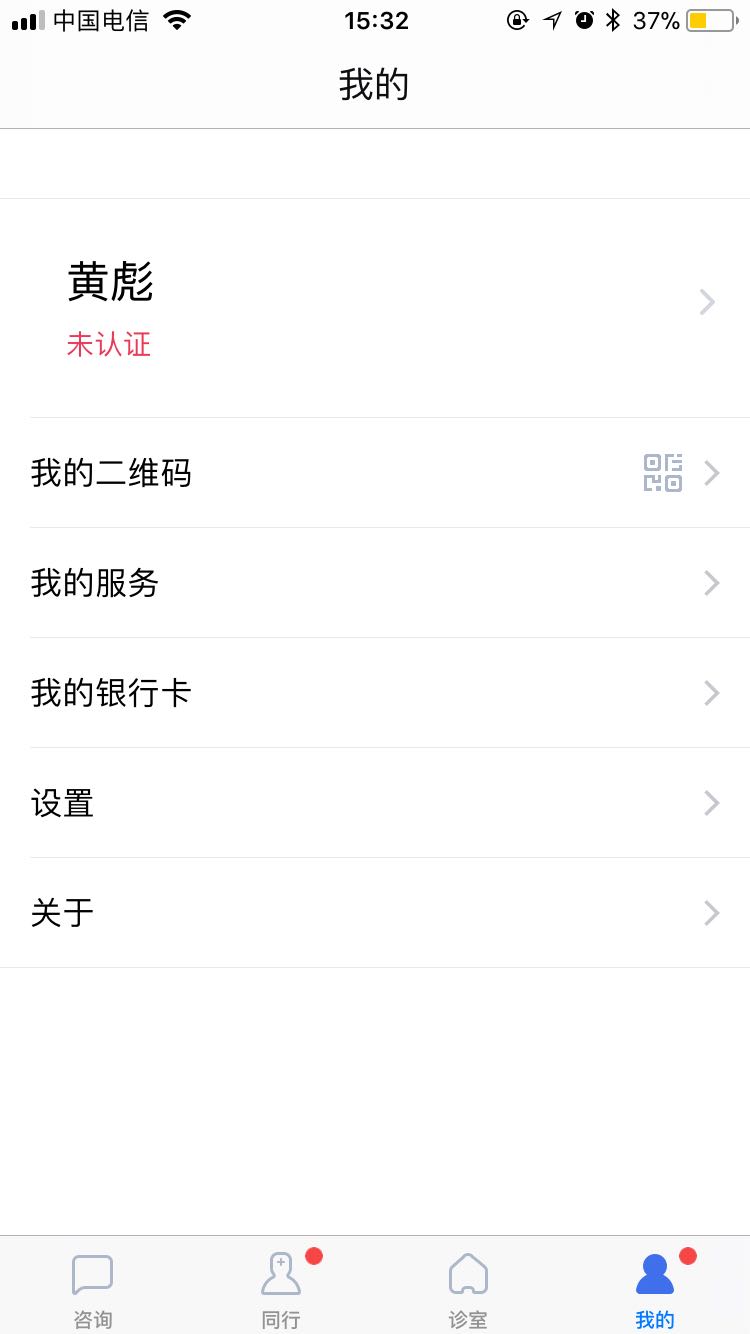 中国电信 15:32 37%
我的
黄彪
未认证
我的二维码
我的服务
我的银行卡
设置
关于
咨询 同行 诊室 我的